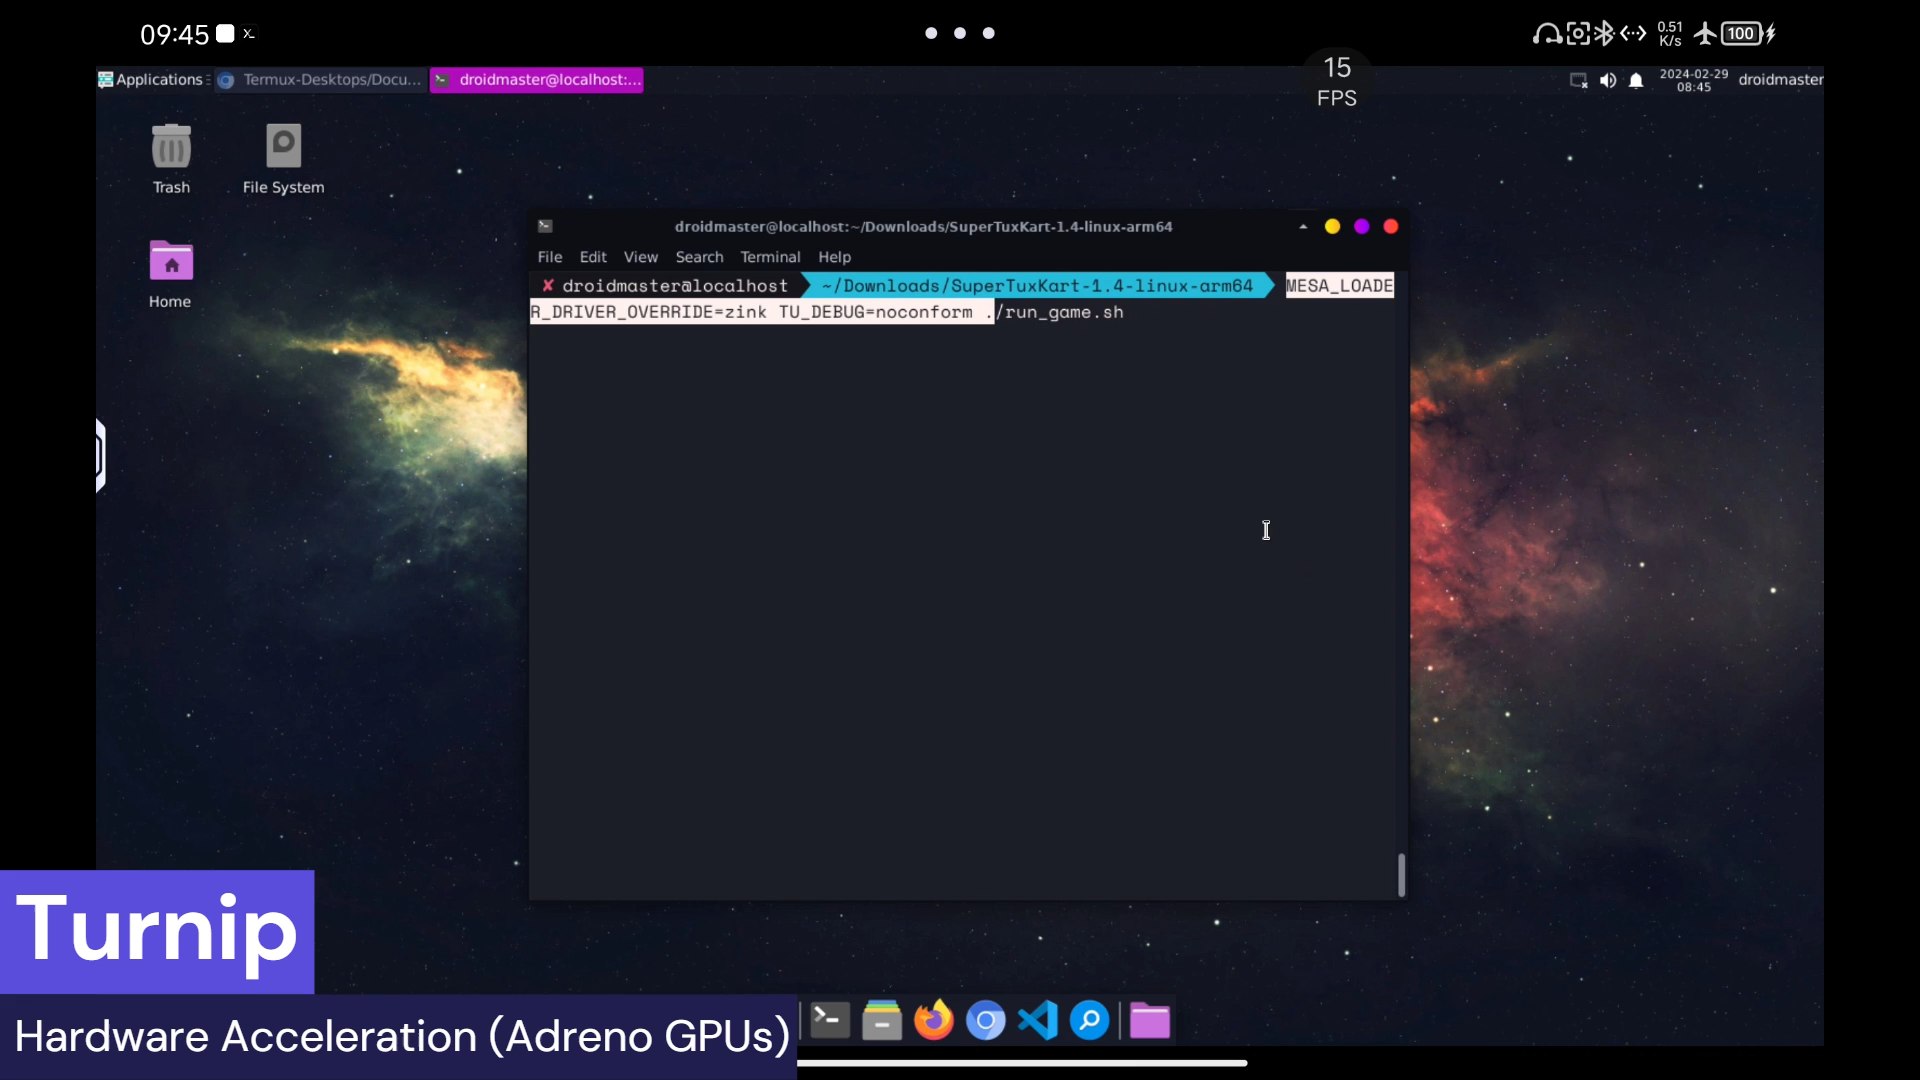 09:45
0.51
K/s
100
Applications
Termux-Desktops/Docu...
droidmaster@localhost:...
15
FPS
2024-02-29
08:45
droidmaster
Trash
File System
Home
droidmaster@localhost:~/Downloads/SuperTuxKart-1.4-linux-arm64
File Edit View Search Terminal Help
✘ droidmaster@localhost ~/Downloads/SuperTuxKart-1.4-linux-arm64 MESA_LOADE
R_DRIVER_OVERRIDE=zink TU_DEBUG=noconform ./run_game.sh
Turnip
Hardware Acceleration (Adreno GPUs)